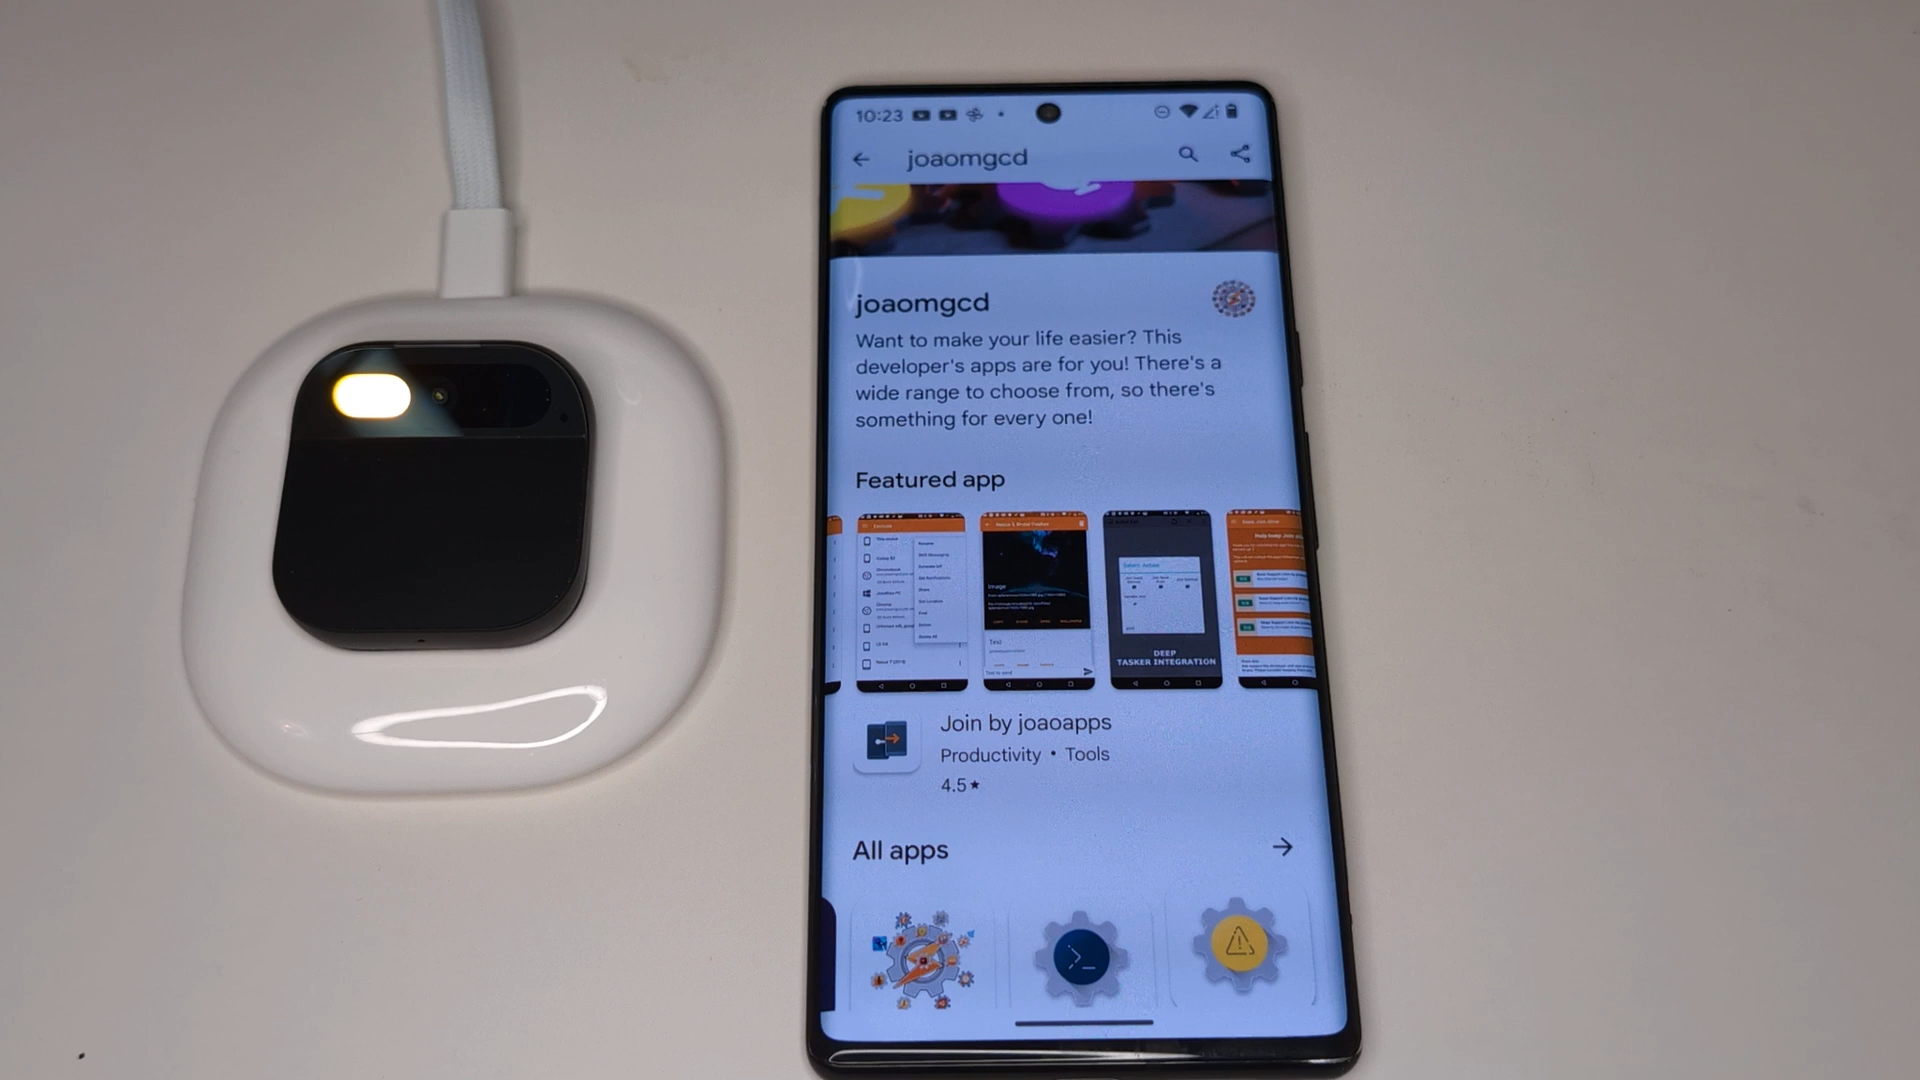 10:23
joaomgcd
joaomgcd
Want to make your life easier? This
developer's apps are for you! There's a
wide range to choose from, so there's
something for every one!
Featured app
Image
Text
DEEP
TASKER INTEGRATION
Join by joaoapps
Productivity • Tools
4.5★
All apps